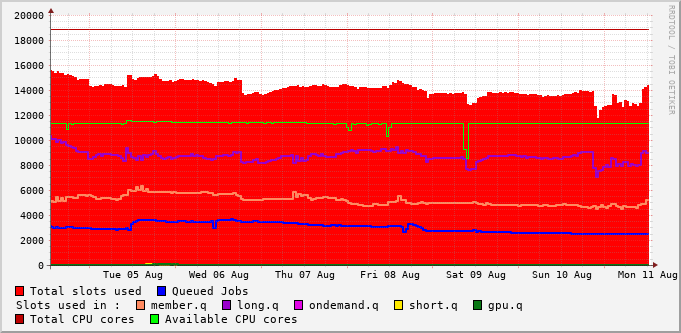 20000
18000
16000
14000
12000
10000
8000
6000
4000
2000
0
RRDTOOL / TOBI OETIKER
Tue 05 Aug Wed 06 Aug Thu 07 Aug Fri 08 Aug Sat 09 Aug Sun 10 Aug Mon 11 Aug
Total slots used Queued Jobs
Slots used in : member.q long.q ondemand.q short.q gpu.q
Total CPU cores Available CPU cores